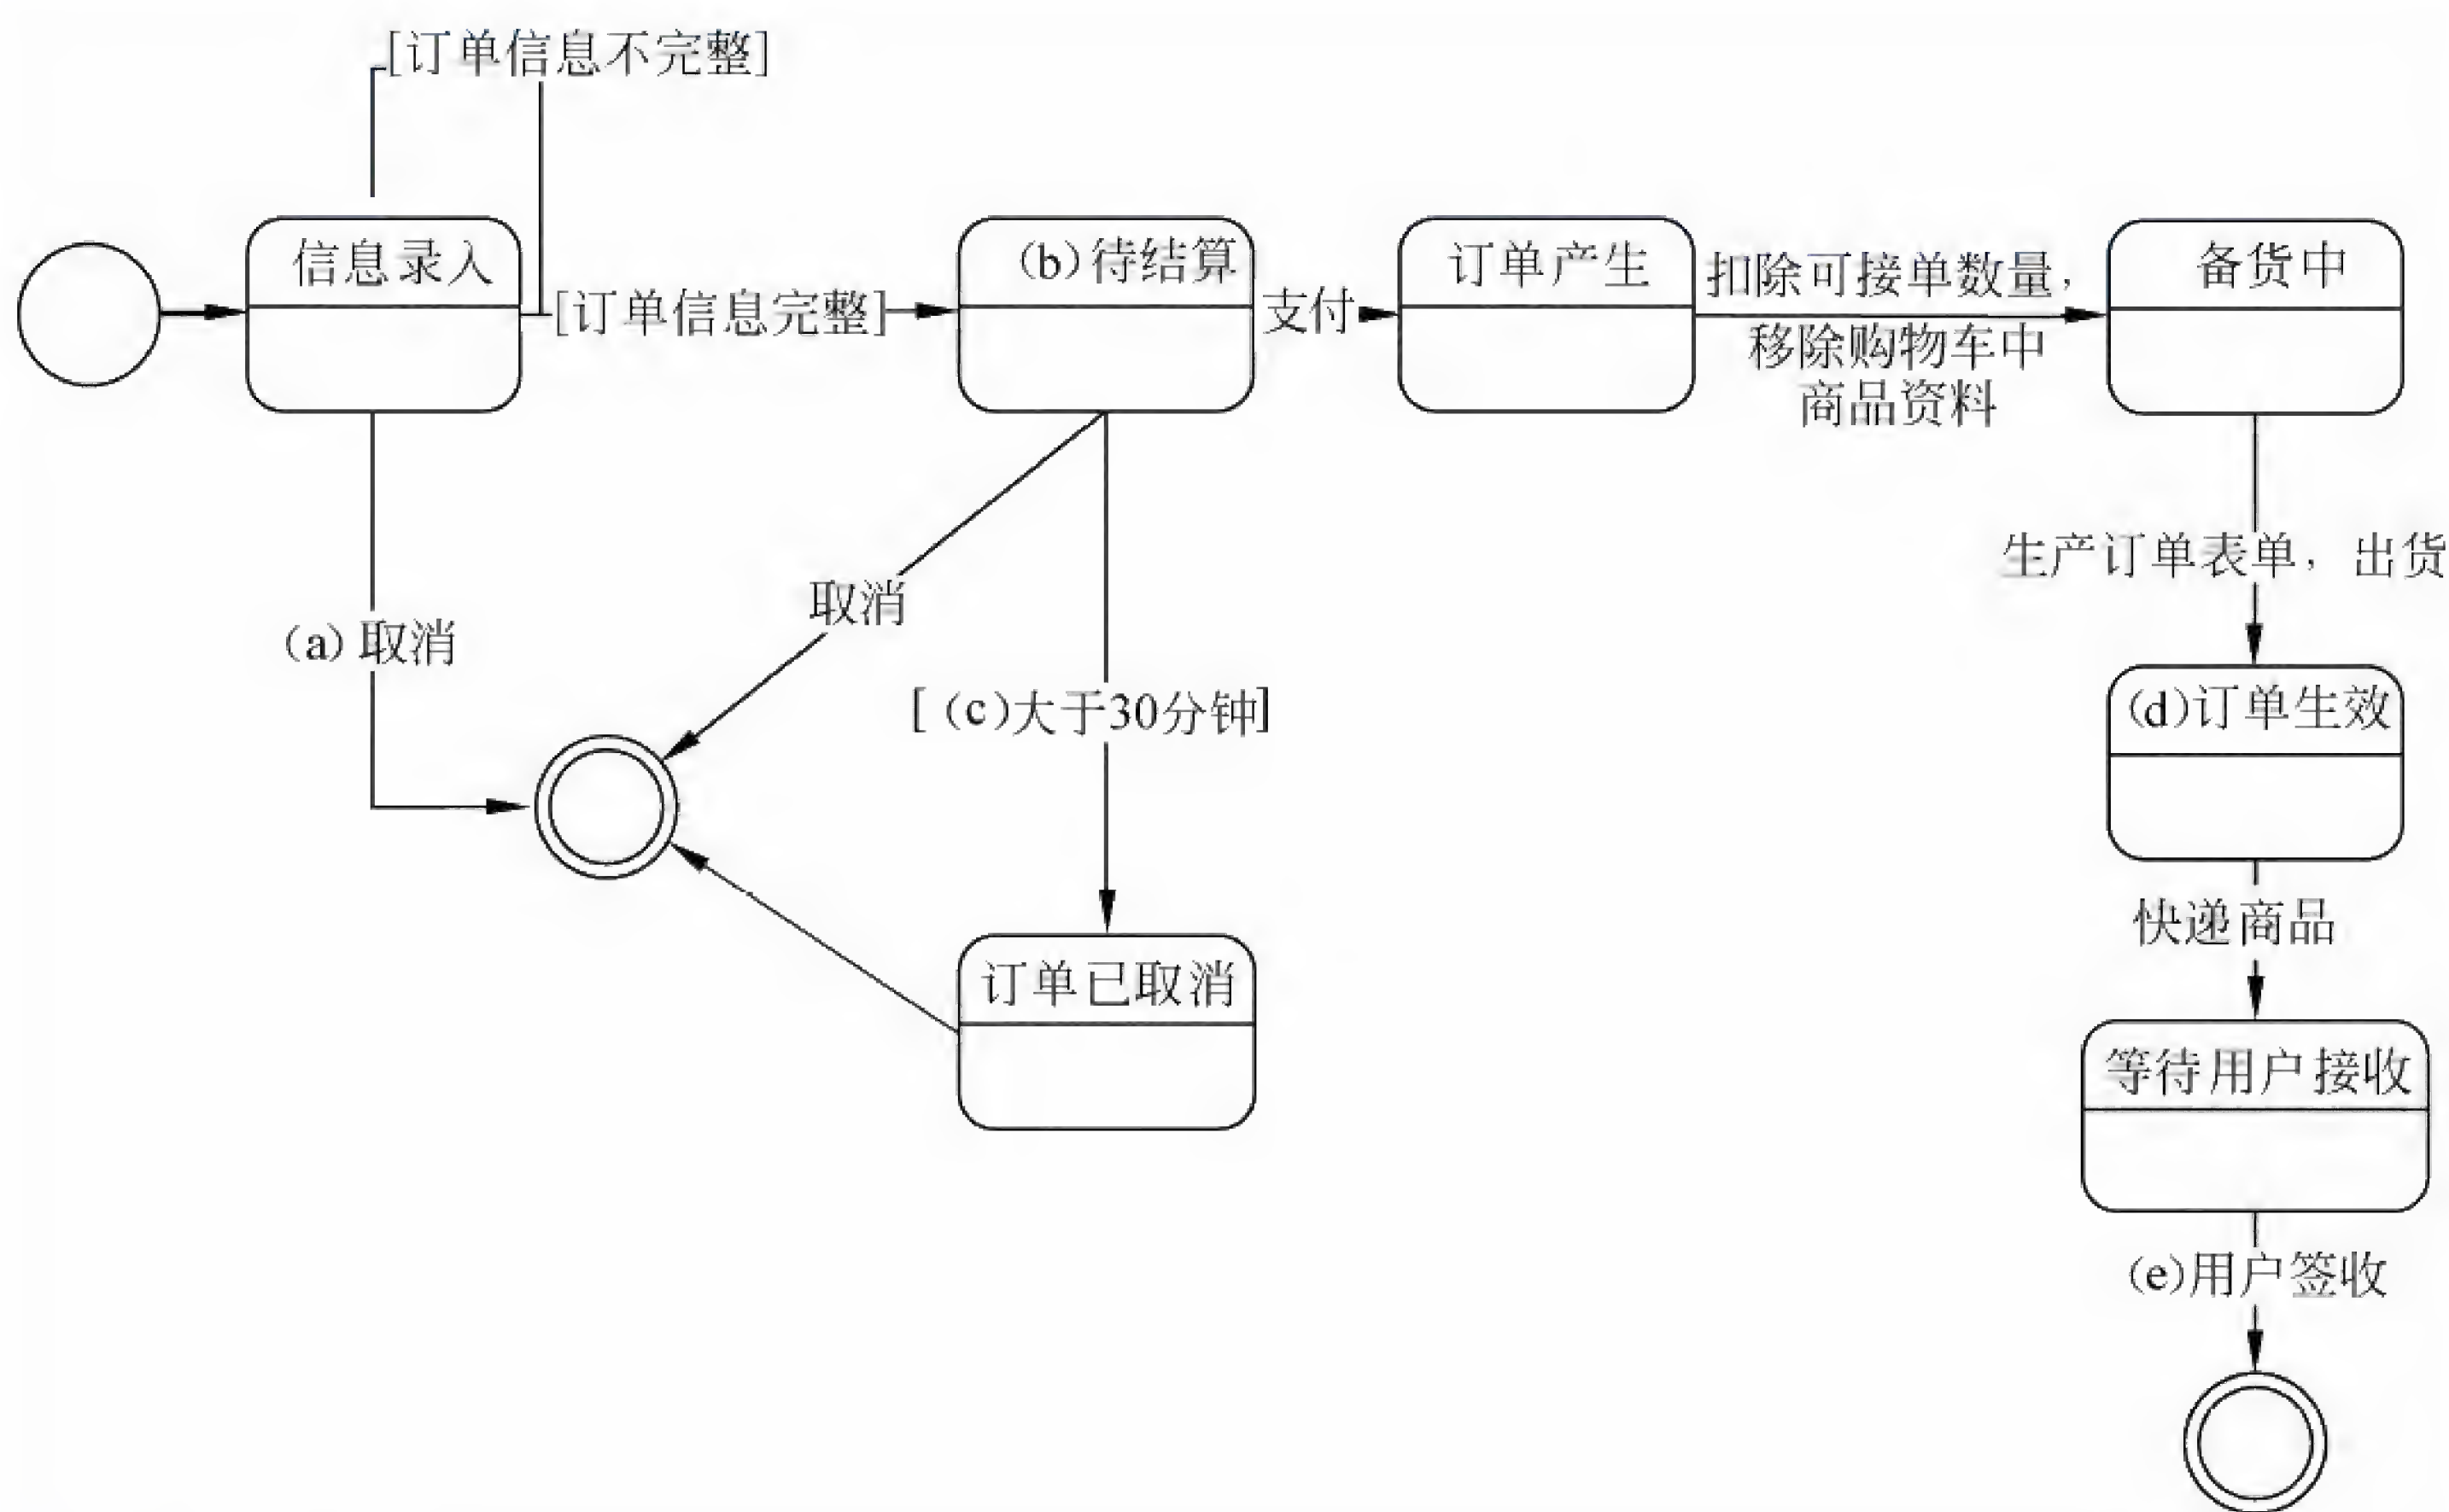 [订单信息不完整]
信息录入
[订单信息完整]
(b)待结算
支付
订单产生
扣除可接单数量，
移除购物车中
商品资料
备货中
生产订单表单，出货
取消
(a)取消
[(c)大于30分钟]
(d)订单生效
快递商品
订单已取消
等待用户接收
(e)用户签收